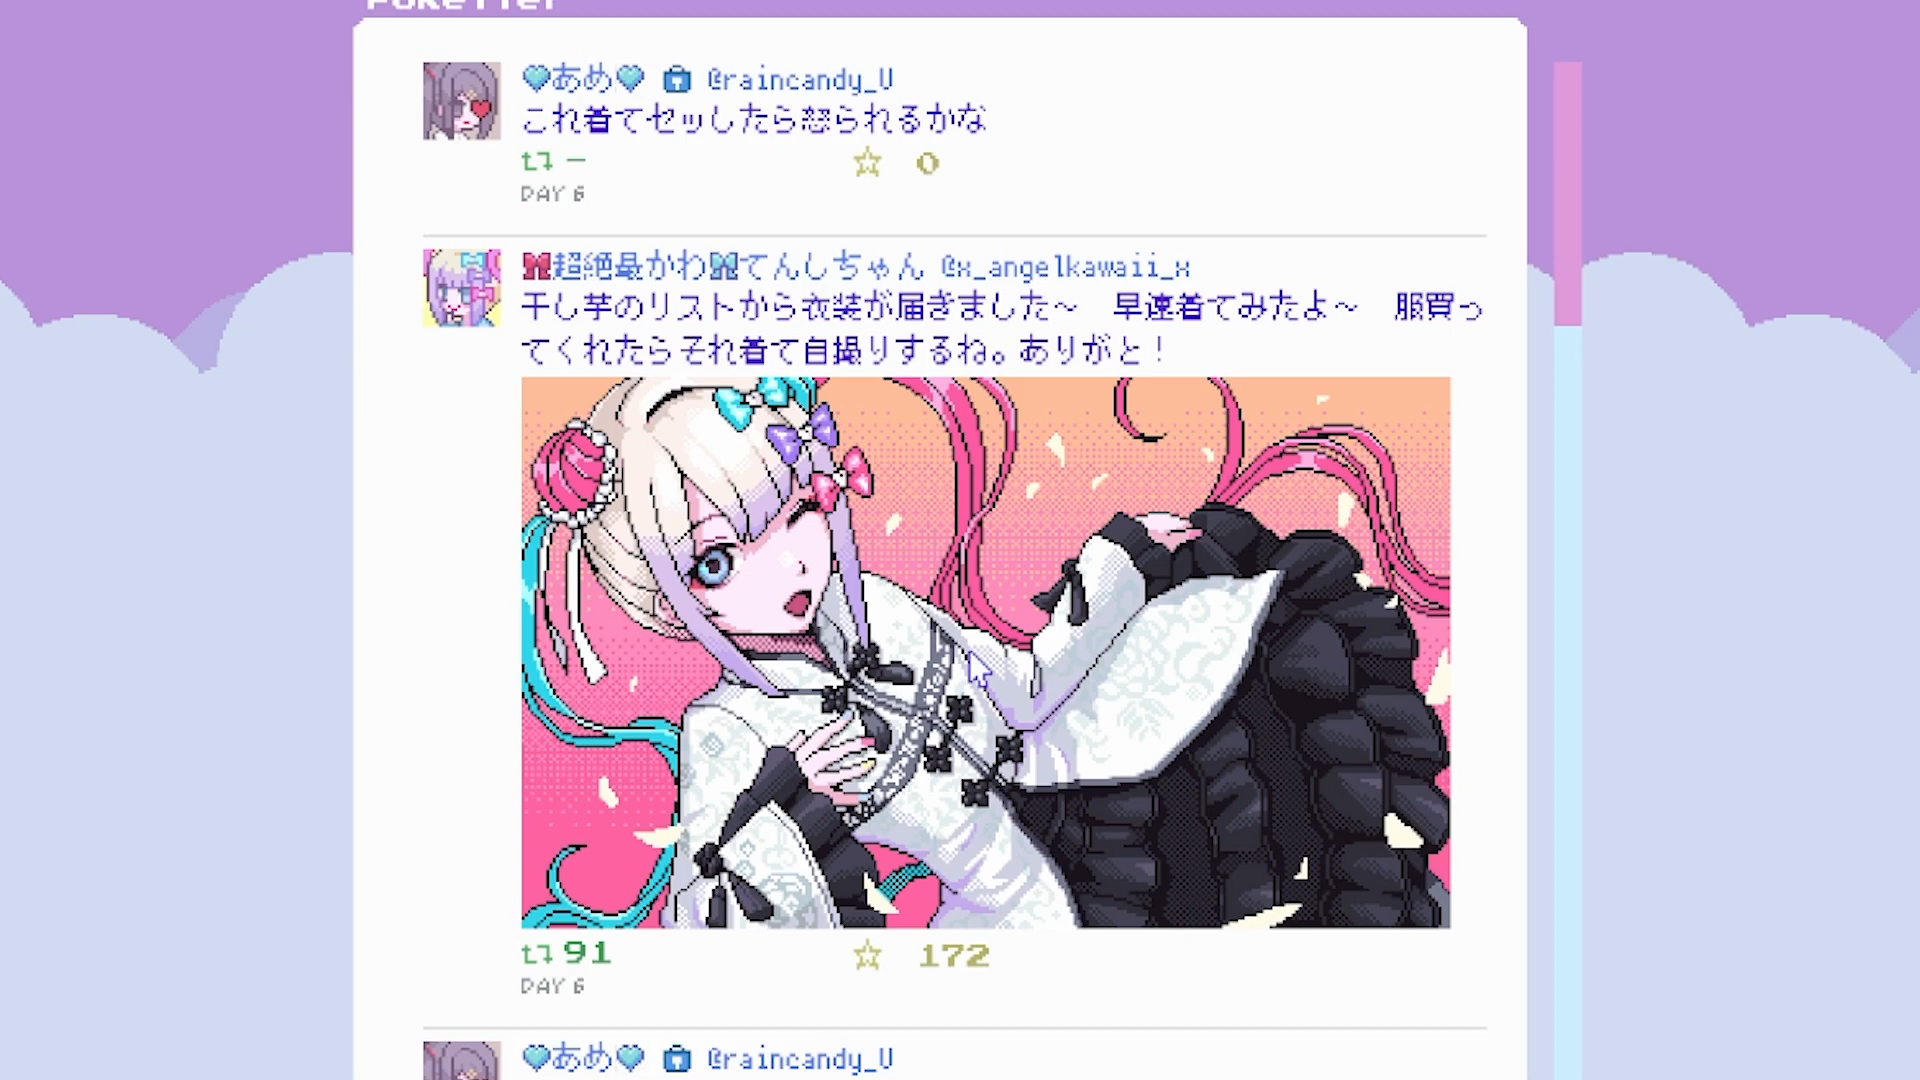 ♥あめ♥ @raincandy_U
これ着てセッしたら怒られるかな
- 0
DAY 6
超絶最かわてんしちゃん @x_angelkawaii_x
干し芋のリストから衣装が届きました〜 早速着てみたよ〜 服買っ
てくれたらそれ着て自撮りするね。ありがと！
91 172
DAY 6
♥あめ♥ @raincandy_U